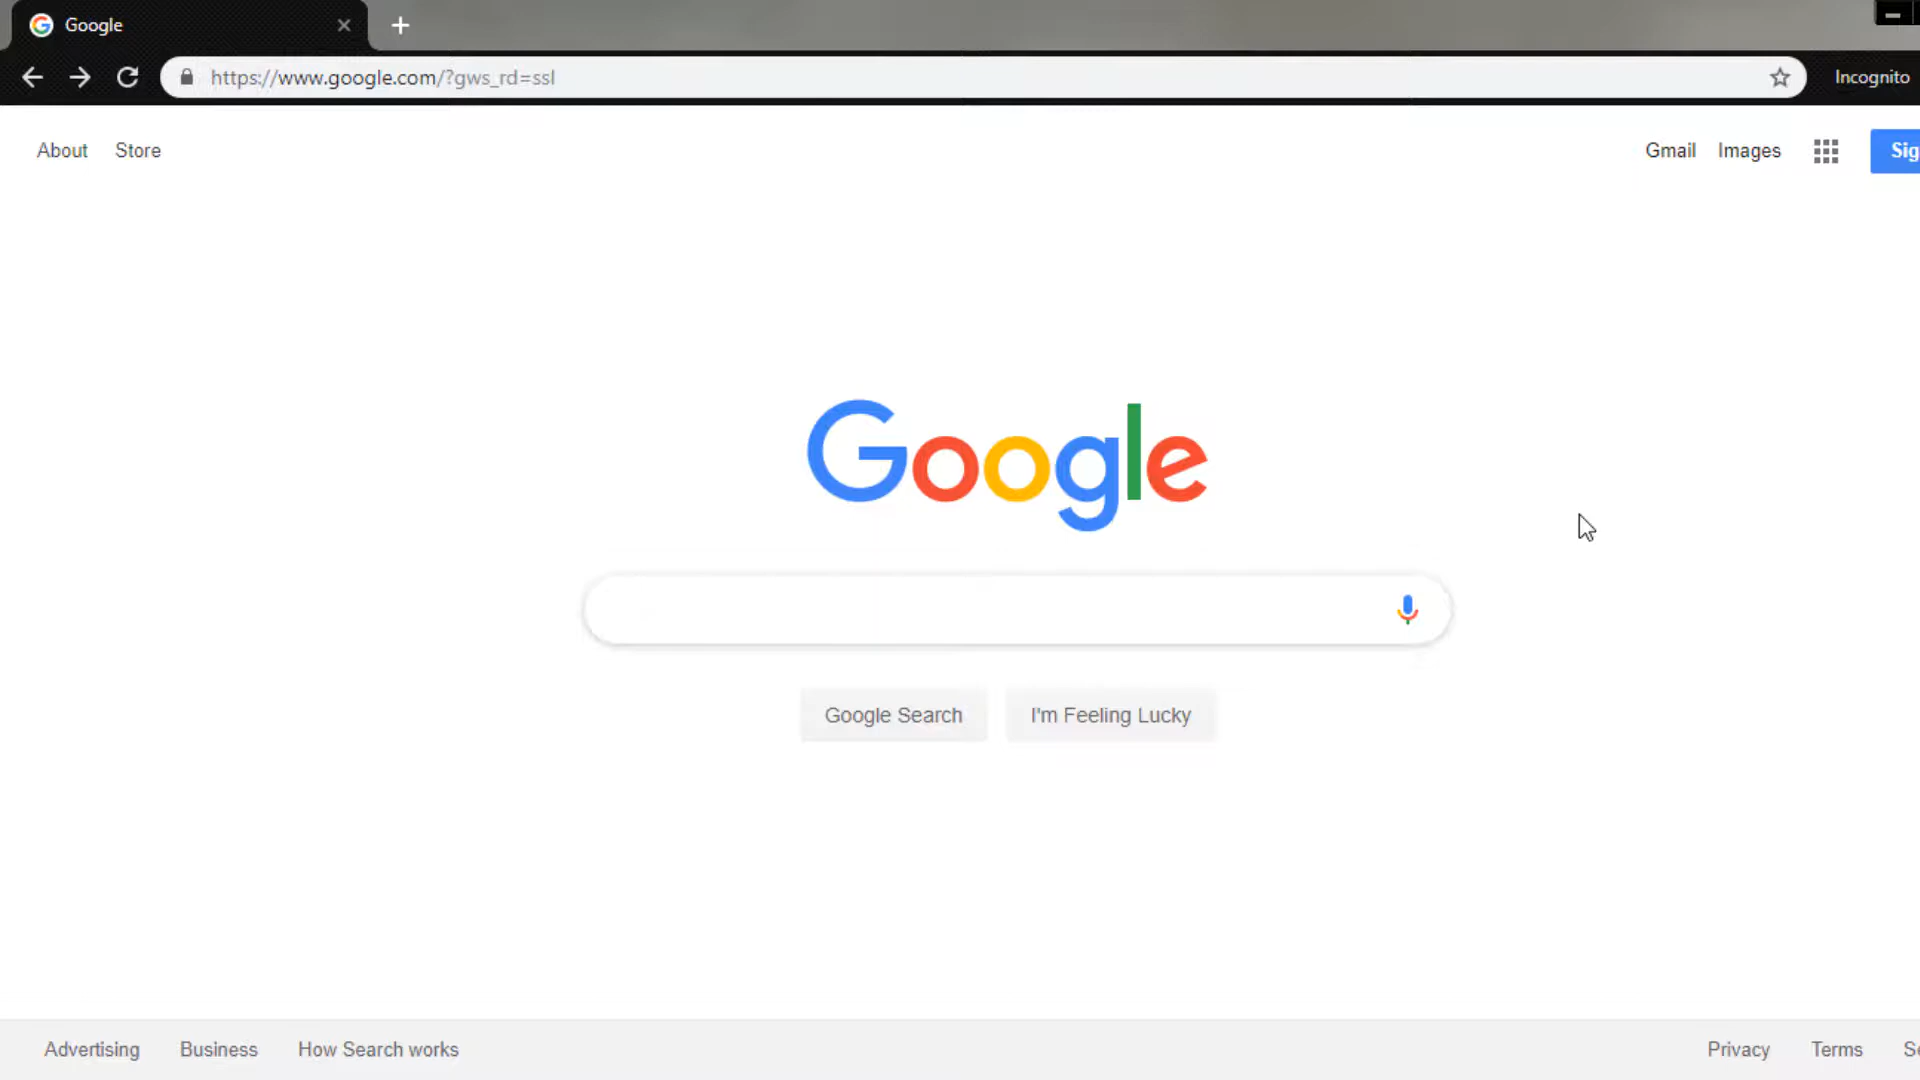 Google
https://www.google.com/?gws_rd=ssl
Incognito
About Store
Gmail Images
Google
Google Search I'm Feeling Lucky
Advertising Business How Search works
Privacy Terms